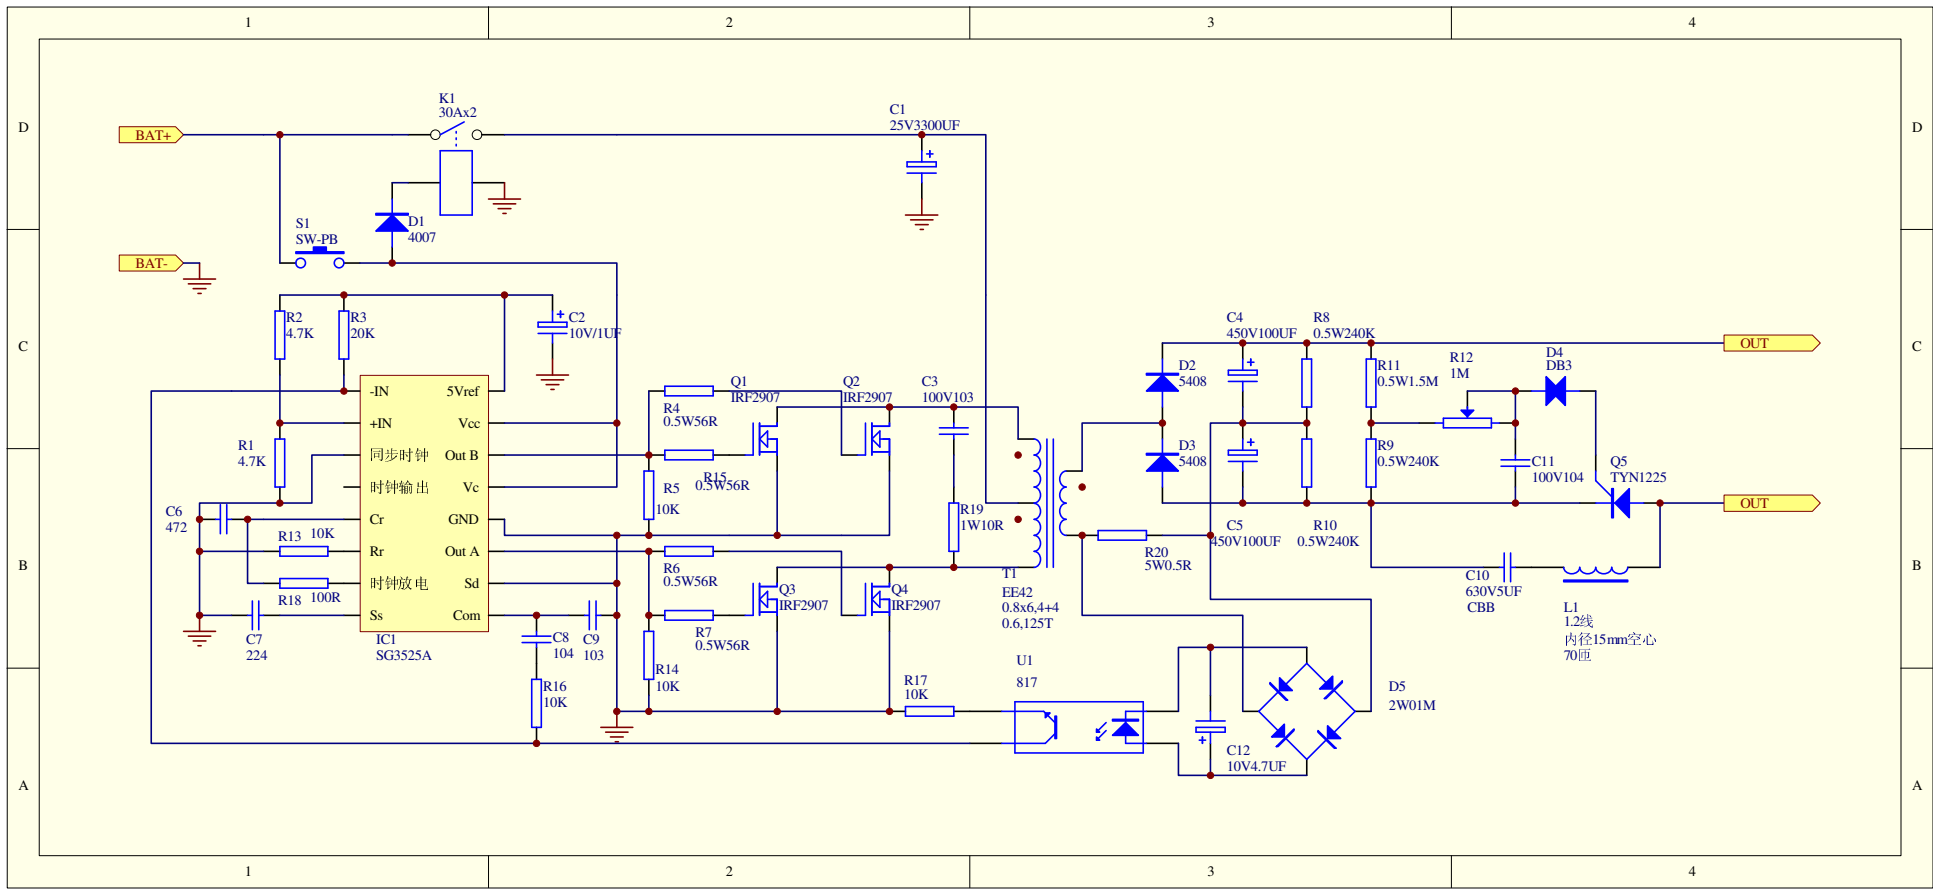 1
2
3
4
D
D
K1
30Ax2
C1
25V3300UF
BAT+
S1
SW-PB
D1
4007
BAT-
R2
4.7K
R3
20K
C2
10V/1UF
C4
450V100UF
R8
0.5W240K
C
C
OUT
D2
5408
R11
0.5W1.5M
R12
1M
D4
DB3
Q1
IRF2907
Q2
IRF2907
C3
100V103
R4
0.5W56R
-IN
+IN
同步时钟
时钟输出
Cr
Rr
时钟放电
Ss
5Vref
Vcc
Out B
Vc
GND
Out A
Sd
Com
IC1
SG3525A
R1
4.7K
R15
0.5W56R
R5
10K
D3
5408
R9
0.5W240K
C11
100V104
Q5
TYN1225
OUT
C6
472
R13
10K
R18
100R
C7
224
R19
1W10R
C5
450V100UF
R10
0.5W240K
R20
5W0.5R
B
B
R6
0.5W56R
Q3
IRF2907
Q4
IRF2907
T1
EE42
0.8x6,4+4
0.6,125T
C10
630V5UF
CBB
L1
1.2线
内径15mm空心
70匝
R7
0.5W56R
C8
104
C9
103
R14
10K
R16
10K
R17
10K
U1
817
D5
2W01M
C12
10V4.7UF
A
A
1
2
3
4